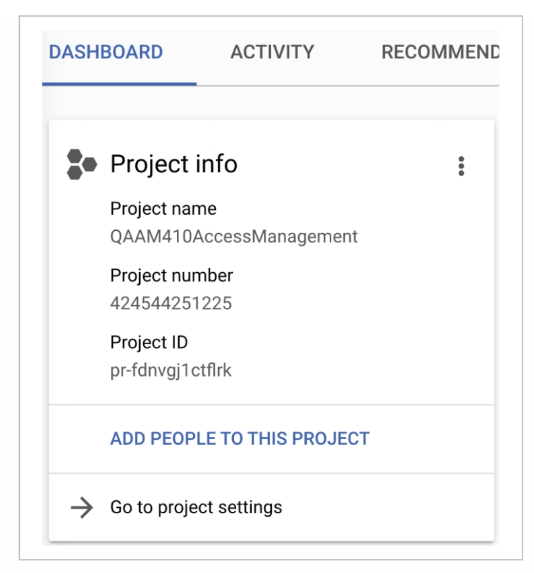 DASHBOARD ACTIVITY RECOMMEND
Project info
Project name
QAAM410AccessManagement
Project number
424544251225
Project ID
pr-fdnvgj1ctflrk
ADD PEOPLE TO THIS PROJECT
Go to project settings